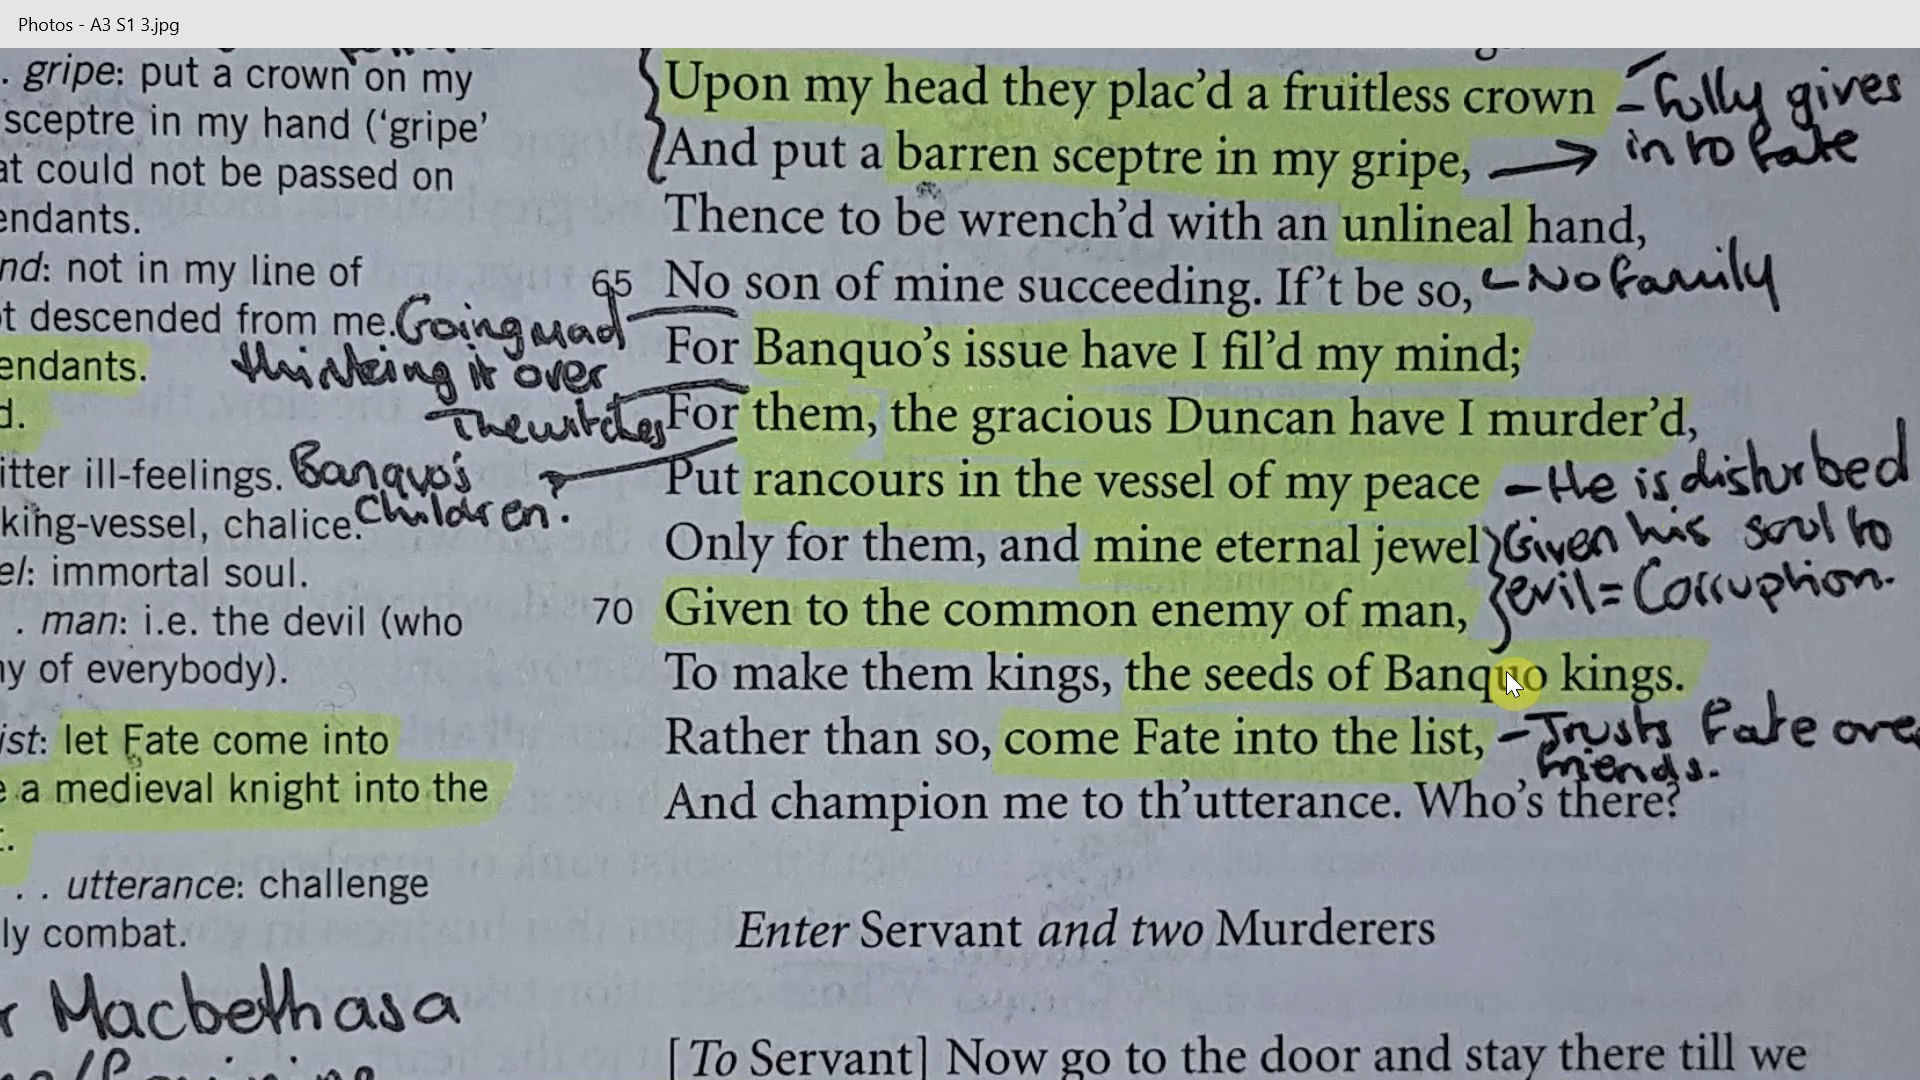 Photos - A3 S1 3.jpg
. gripe: put a crown on my
sceptre in my hand (‘gripe’
at could not be passed on
endants.
nd: not in my line of
t descended from me.
endants.
d.
itter ill-feelings.
king-vessel, chalice.
el: immortal soul.
. man: i.e. the devil (who
ny of everybody).
ist: let Fate come into
e a medieval knight into the
t.
. . utterance: challenge
ly combat.
Going mad
thinking it over
The witches
Banquo's
Children.
Macbeth as a
Upon my head they plac’d a fruitless crown
And put a barren sceptre in my gripe,
Thence to be wrench’d with an unlineal hand,
65 No son of mine succeeding. If’t be so,
For Banquo’s issue have I fil’d my mind;
For them, the gracious Duncan have I murder’d,
Put rancours in the vessel of my peace
Only for them, and mine eternal jewel
70 Given to the common enemy of man,
To make them kings, the seeds of Banquo kings.
Rather than so, come Fate into the list,
And champion me to th’utterance. Who’s there?
Enter Servant and two Murderers
[To Servant] Now go to the door and stay there till we
- fully gives
in to fate
- No family
- He is disturbed
Given his soul to
evil = Corruption.
- Trusts Fate over
friends.